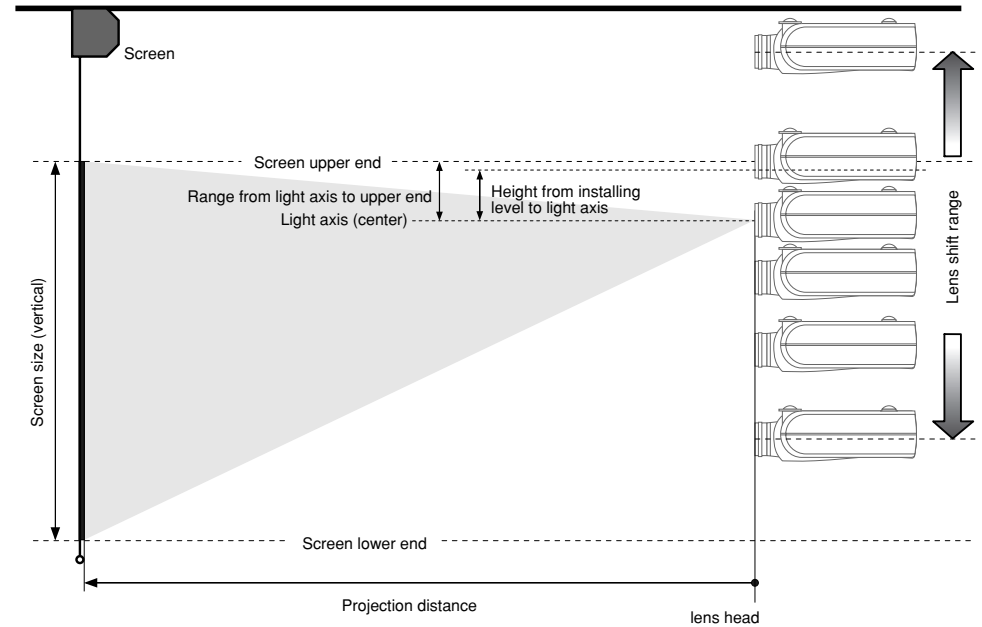 Screen
Screen upper end
Range from light axis to upper end
Height from installing
level to light axis
Light axis (center)
Lens shift range
Screen size (vertical)
Screen lower end
Projection distance
lens head